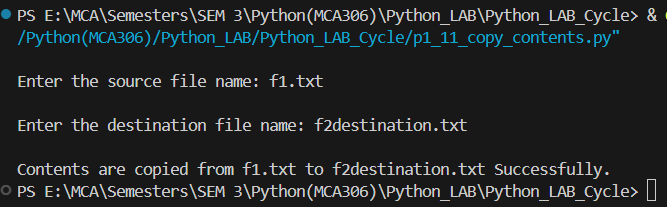 PS E:\MCA\Semesters\SEM 3\Python(MCA306)\Python_LAB\Python_LAB_Cycle> &
/Python(MCA306)/Python_LAB/Python_LAB_Cycle/p1_11_copy_contents.py"
Enter the source file name: f1.txt
Enter the destination file name: f2destination.txt
Contents are copied from f1.txt to f2destination.txt Successfully.
PS E:\MCA\Semesters\SEM 3\Python(MCA306)\Python_LAB\Python_LAB_Cycle>